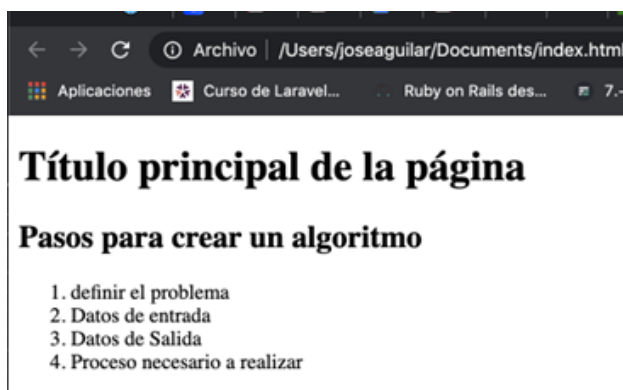 Archivo | /Users/joseaguilar/Documents/index.html
Aplicaciones Curso de Laravel... Ruby on Rails des... 7.-
Título principal de la página
Pasos para crear un algoritmo
1. definir el problema
2. Datos de entrada
3. Datos de Salida
4. Proceso necesario a realizar